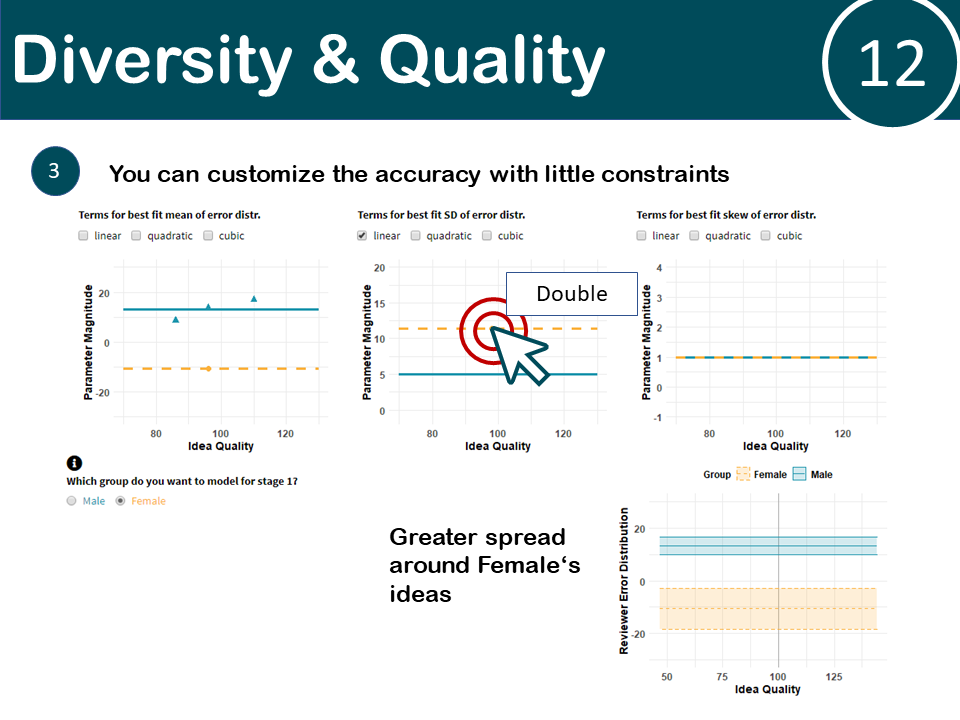 Diversity & Quality
12
3
You can customize the accuracy with little constraints
Terms for best fit mean of error distr.
linear quadratic cubic
Parameter Magnitude
20
0
-20
80 100 120
Idea Quality
Terms for best fit SD of error distr.
linear quadratic cubic
Parameter Magnitude
20
15
10
5
0
80 100 120
Idea Quality
Double
Terms for best fit skew of error distr.
linear quadratic cubic
Parameter Magnitude
4
3
2
1
0
-1
80 100 120
Idea Quality
Which group do you want to model for stage 1?
Male Female
Greater spread
around Female‘s
ideas
Group Female Male
Reviewer Error Distribution
20
0
-20
50 75 100 125
Idea Quality